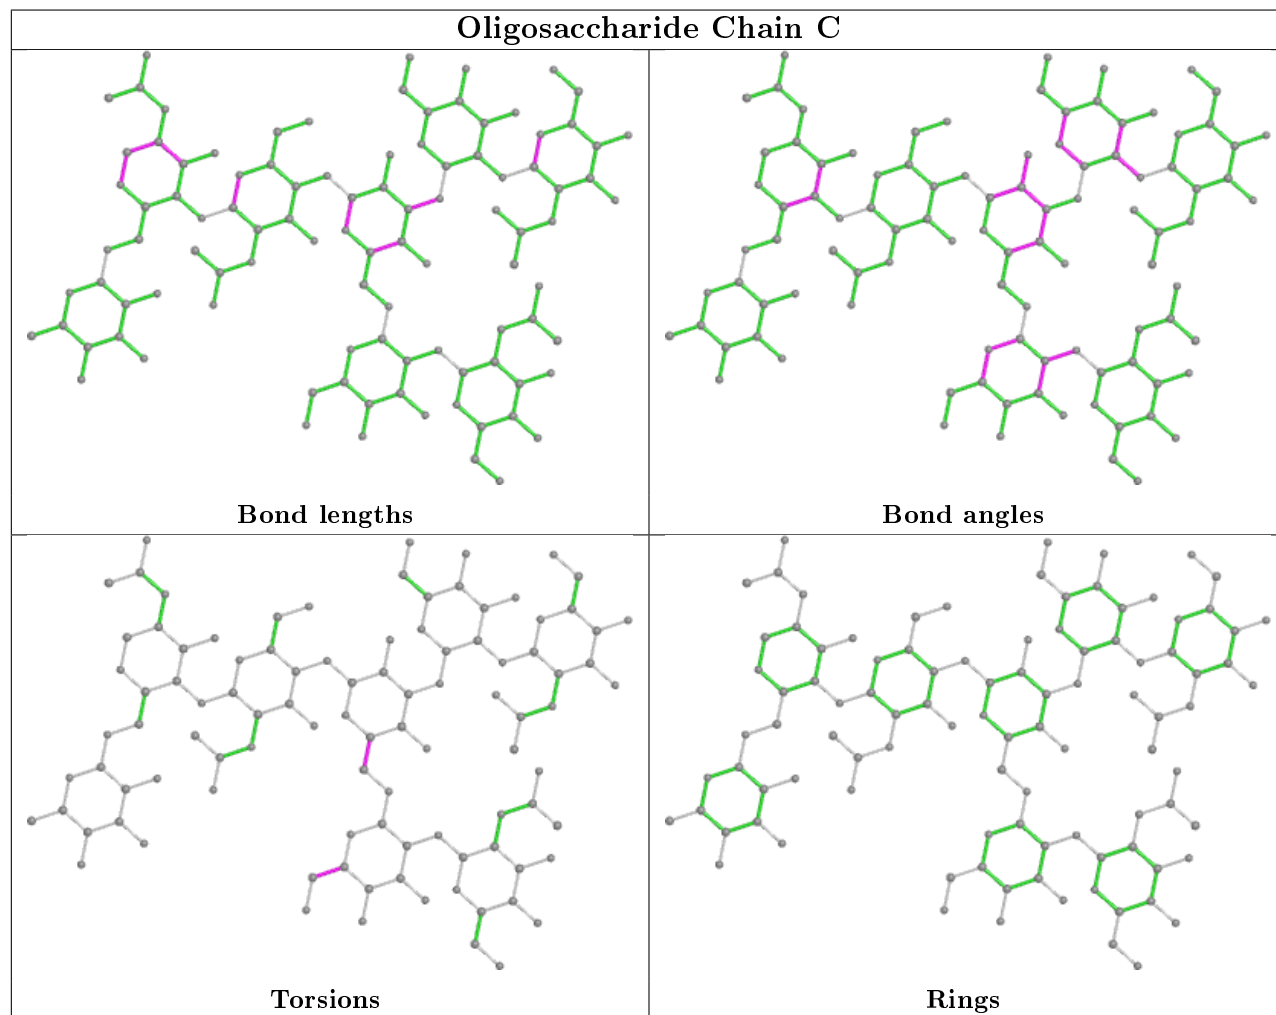 Oligosaccharide Chain C
Bond lengths
Bond angles
Torsions
Rings